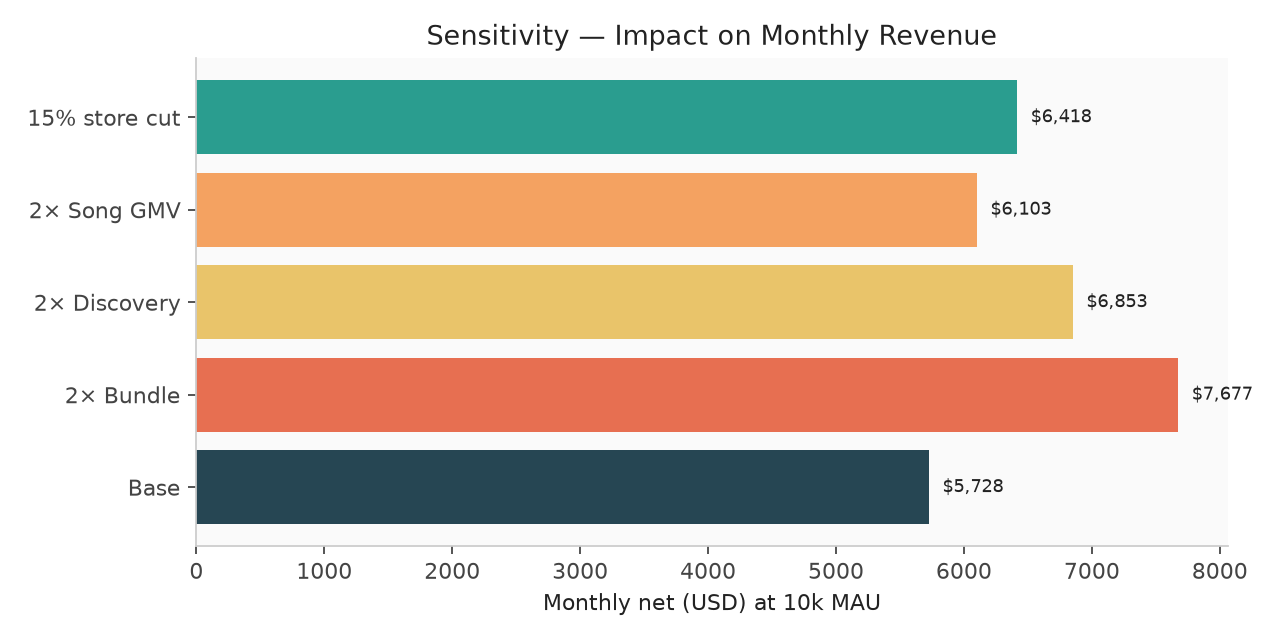 Sensitivity — Impact on Monthly Revenue
15% store cut
$6,418
2× Song GMV
$6,103
2× Discovery
$6,853
2× Bundle
$7,677
Base
$5,728
0 1000 2000 3000 4000 5000 6000 7000 8000
Monthly net (USD) at 10k MAU